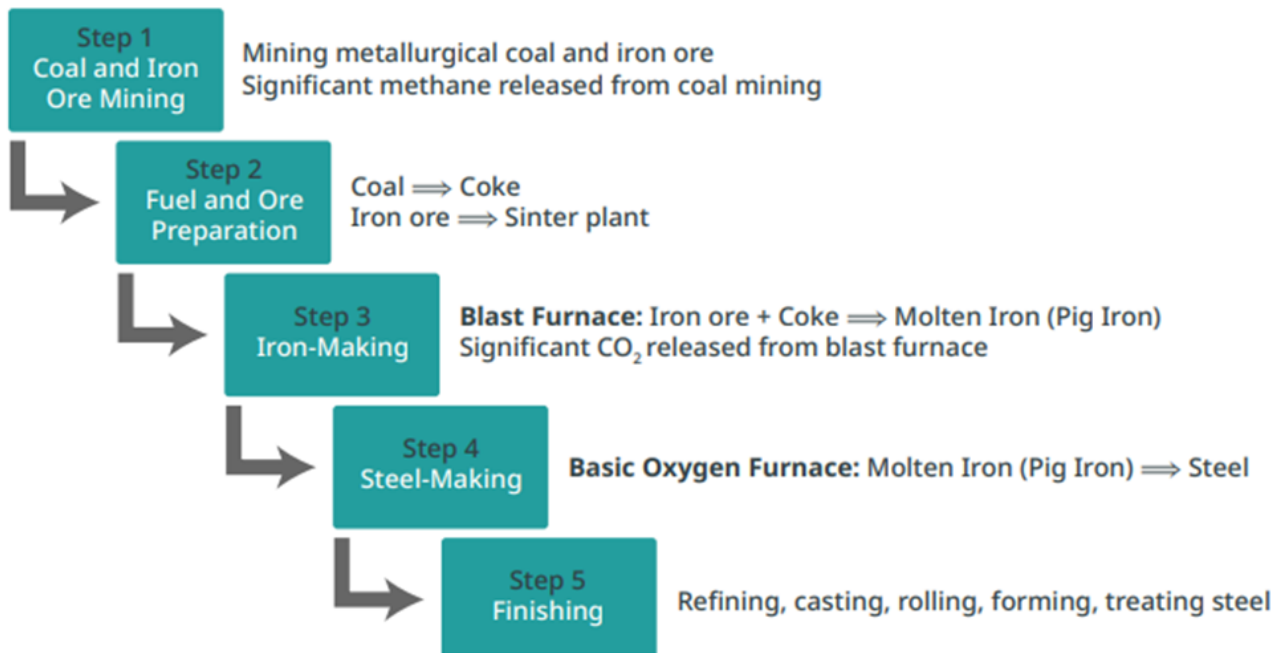 Step 1
Coal and Iron
Ore Mining
Mining metallurgical coal and iron ore
Significant methane released from coal mining
Step 2
Fuel and Ore
Preparation
Coal ⟹ Coke
Iron ore ⟹ Sinter plant
Step 3
Iron-Making
Blast Furnace: Iron ore + Coke ⟹ Molten Iron (Pig Iron)
Significant CO₂ released from blast furnace
Step 4
Steel-Making
Basic Oxygen Furnace: Molten Iron (Pig Iron) ⟹ Steel
Step 5
Finishing
Refining, casting, rolling, forming, treating steel